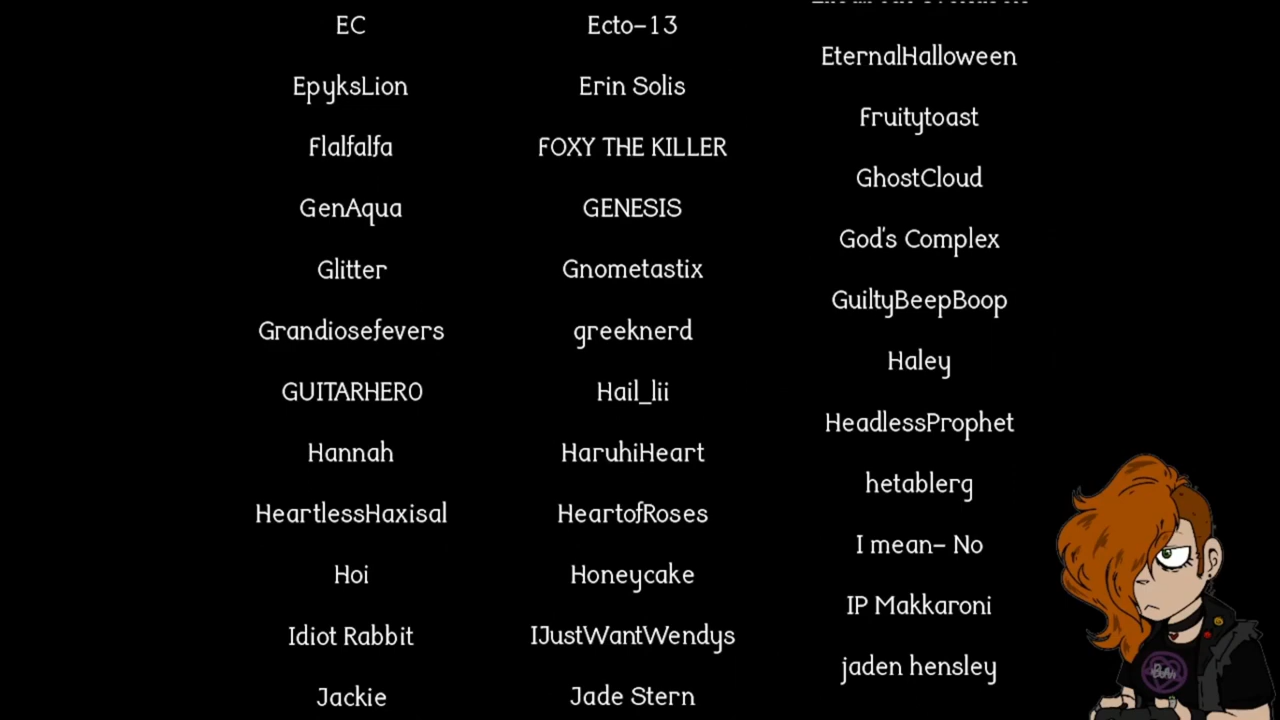 EC
Ecto-13
EternalHalloween
EpyksLion
Erin Solis
Fruitytoast
Flalfalfa
FOXY THE KILLER
GhostCloud
GenAqua
GENESIS
God's Complex
Glitter
Gnometastix
GuiltyBeepBoop
Grandiosefevers
greeknerd
Haley
GUITARHERO
Hail_lii
HeadlessProphet
Hannah
HaruhiHeart
hetablerg
HeartlessHaxisal
HeartofRoses
I mean- No
Hoi
Honeycake
IP Makkaroni
Idiot Rabbit
IJustWantWendys
jaden hensley
Jackie
Jade Stern